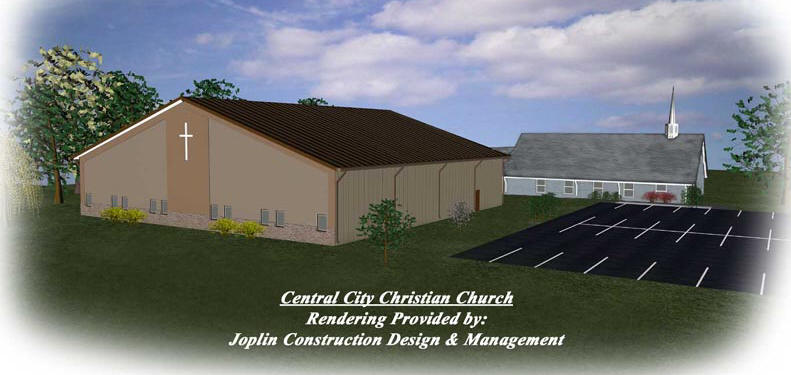 Central City Christian Church
Rendering Provided by:
Joplin Construction Design & Management